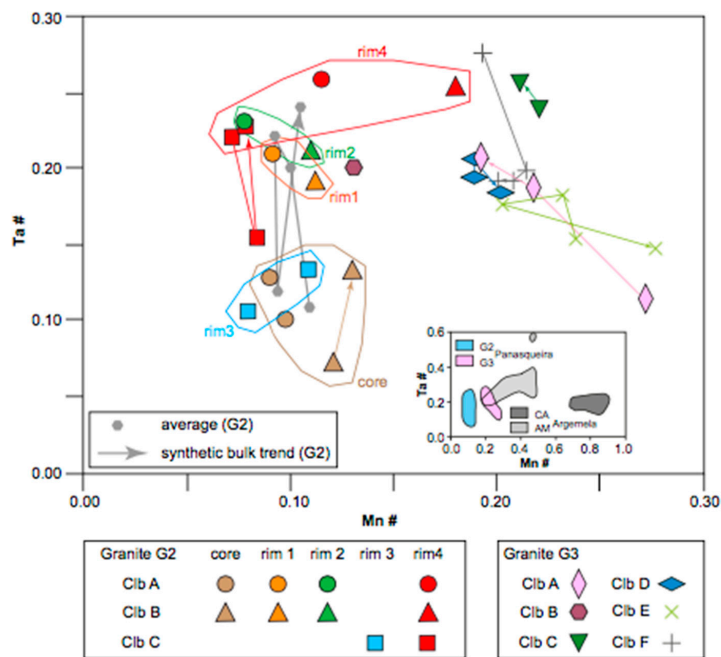 0.30
rim4
rim2
0.20
rim1
Ta #
0.10
rim3
core
0.6
G2
Panasqueira
G3
0.4
Ta #
0.2
CA
Argemela
AM
0.0
0.0 0.2 0.4 0.6 0.8 1.0
Mn #
average (G2)
synthetic bulk trend (G2)
0.00
0.00 0.10 0.20 0.30
Mn #
Granite G2 core rim 1 rim 2 rim 3 rim4
Clb A
Clb B
Clb C
Granite G3
Clb A Clb D
Clb B Clb E
Clb C Clb F